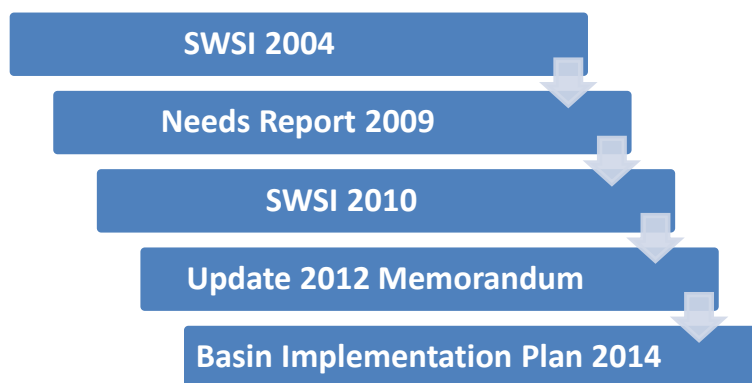 SWSI 2004
Needs Report 2009
SWSI 2010
Update 2012 Memorandum
Basin Implementation Plan 2014